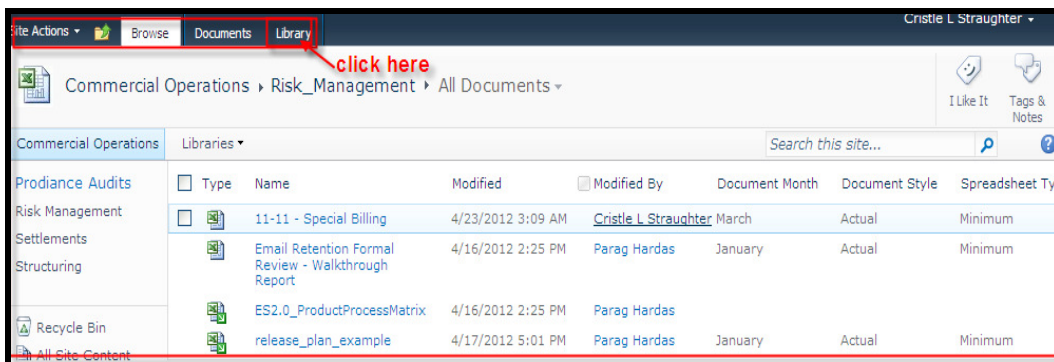 Site Actions Browse Documents Library Cristle L Straughter
click here
Commercial Operations Risk_Management All Documents
I Like It Tags & Notes
Commercial Operations Libraries Search this site...
Prodiance Audits
Risk Management
Settlements
Structuring
Recycle Bin
All Site Content
Type Name Modified Modified By Document Month Document Style Spreadsheet Ty
11-11 - Special Billing 4/23/2012 3:09 AM Cristle L Straughter March Actual Minimum
Email Retention Formal Review - Walkthrough Report 4/16/2012 2:25 PM Parag Hardas January Actual Minimum
ES2.0_ProductProcessMatrix 4/16/2012 2:25 PM Parag Hardas
release_plan_example 4/17/2012 5:01 PM Parag Hardas January Actual Minimum